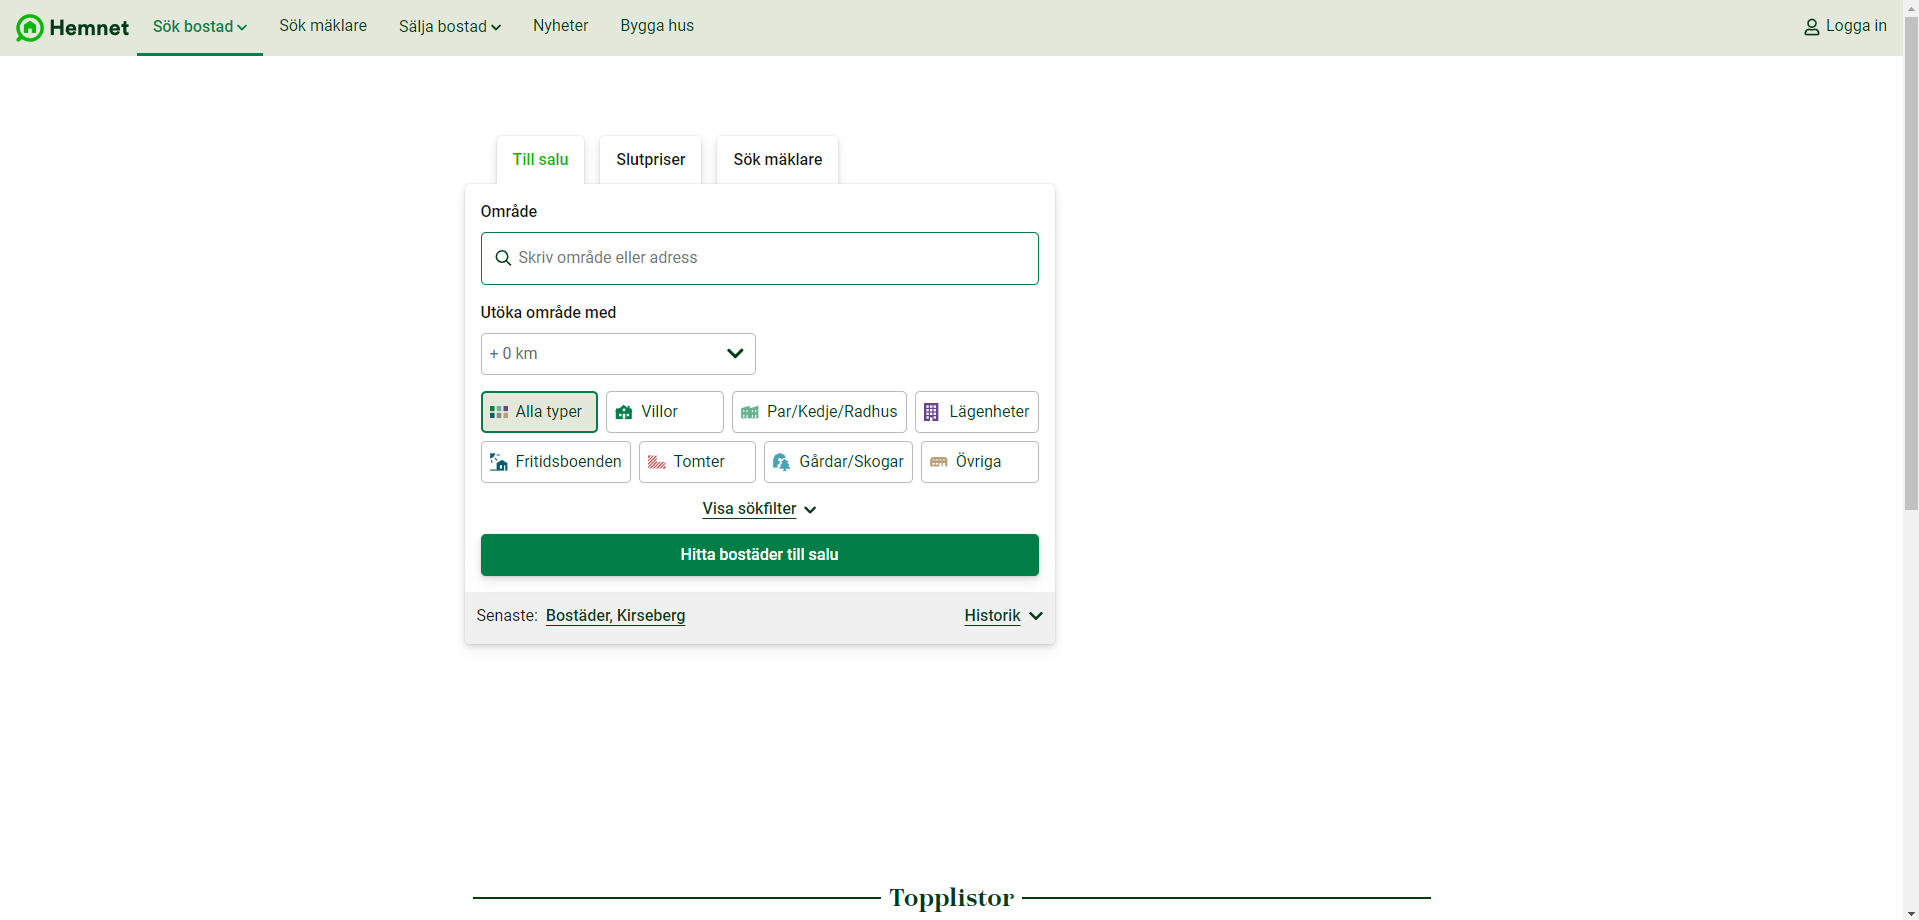 Hemnet
Sök bostad
Sök mäklare
Sälja bostad
Nyheter
Bygga hus
Logga in
Till salu
Slutpriser
Sök mäklare
Område
Skriv område eller adress
Utöka område med
+ 0 km
Alla typer
Villor
Par/Kedje/Radhus
Lägenheter
Fritidsboenden
Tomter
Gårdar/Skogar
Övriga
Visa sökfilter
Hitta bostäder till salu
Senaste: Bostäder, Kirseberg
Historik
Topplistor